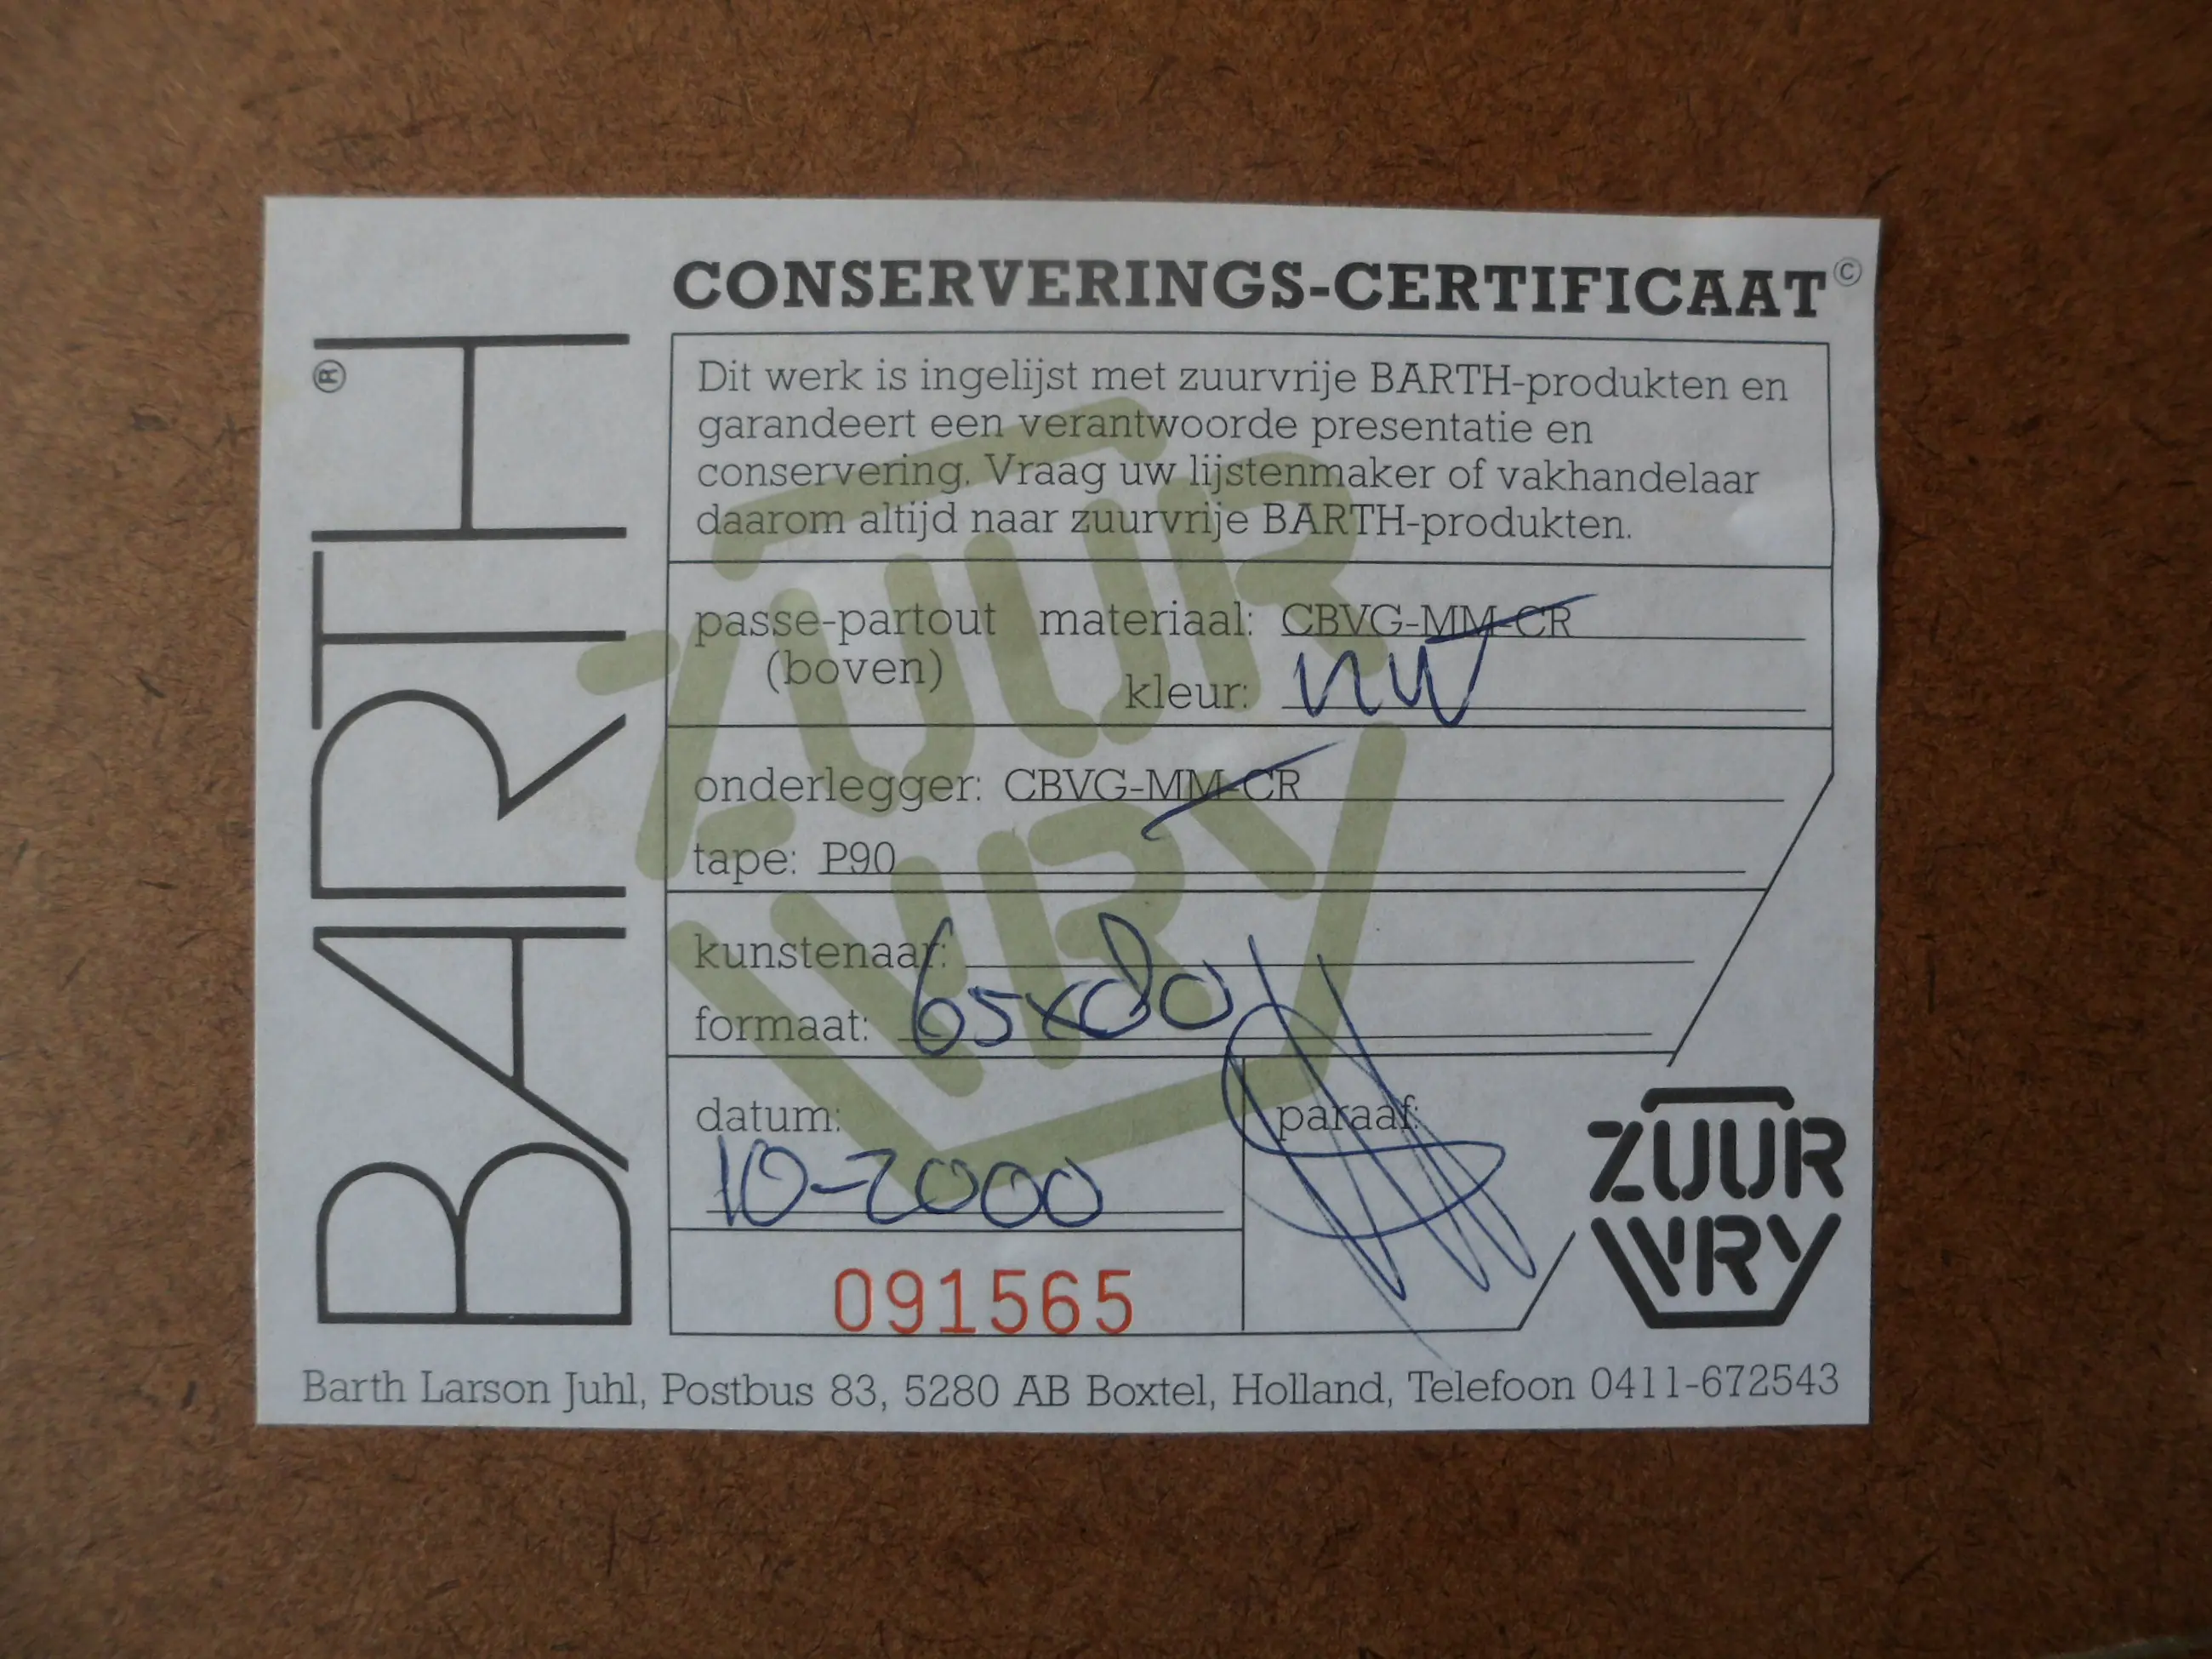 BARTH®
CONSERVERINGS-CERTIFICAAT©
Dit werk is ingelijst met zuurvrije BARTH-produkten en
garandeert een verantwoorde presentatie en
conservering. Vraag uw lijstenmaker of vakhandelaar
daarom altijd naar zuurvrije BARTH-produkten.
passe-partout materiaal: CBVG-MM-CR
(boven) kleur: NW
onderlegger: CBVG-MM-CR
tape: P90
kunstenaar:
formaat: 65x80
datum: paraaf:
10-2000
091565
ZUUR
VRY
ZUUR
VRY
Barth Larson Juhl, Postbus 83, 5280 AB Boxtel, Holland, Telefoon 0411-672543